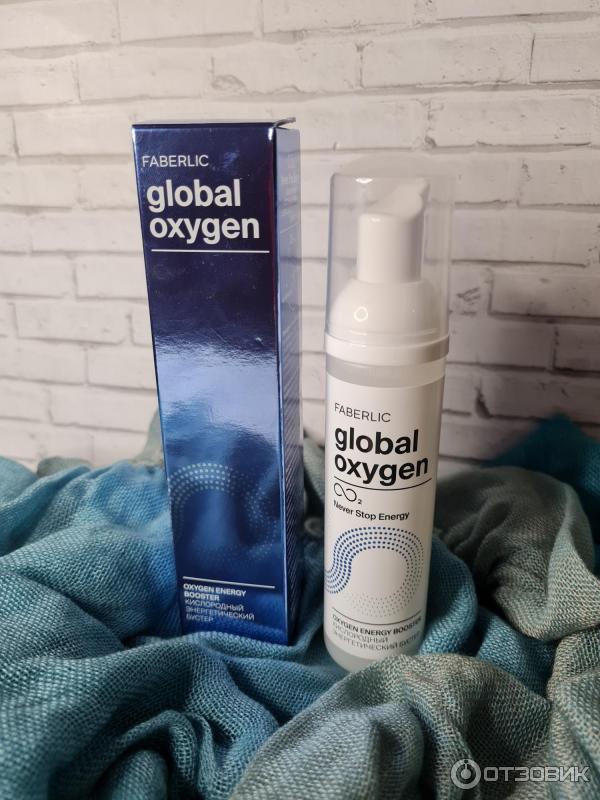 FABERLIC
global
oxygen
OXYGEN ENERGY
BOOSTER
КИСЛОРОДНЫЙ
ЭНЕРГЕТИЧЕСКИЙ
БУСТЕР
FABERLIC
global
oxygen
2
Never Stop Energy
OXYGEN ENERGY BOOSTER
КИСЛОРОДНЫЙ
ЭНЕРГЕТИЧЕСКИЙ БУСТЕР
ОТЗОВИК